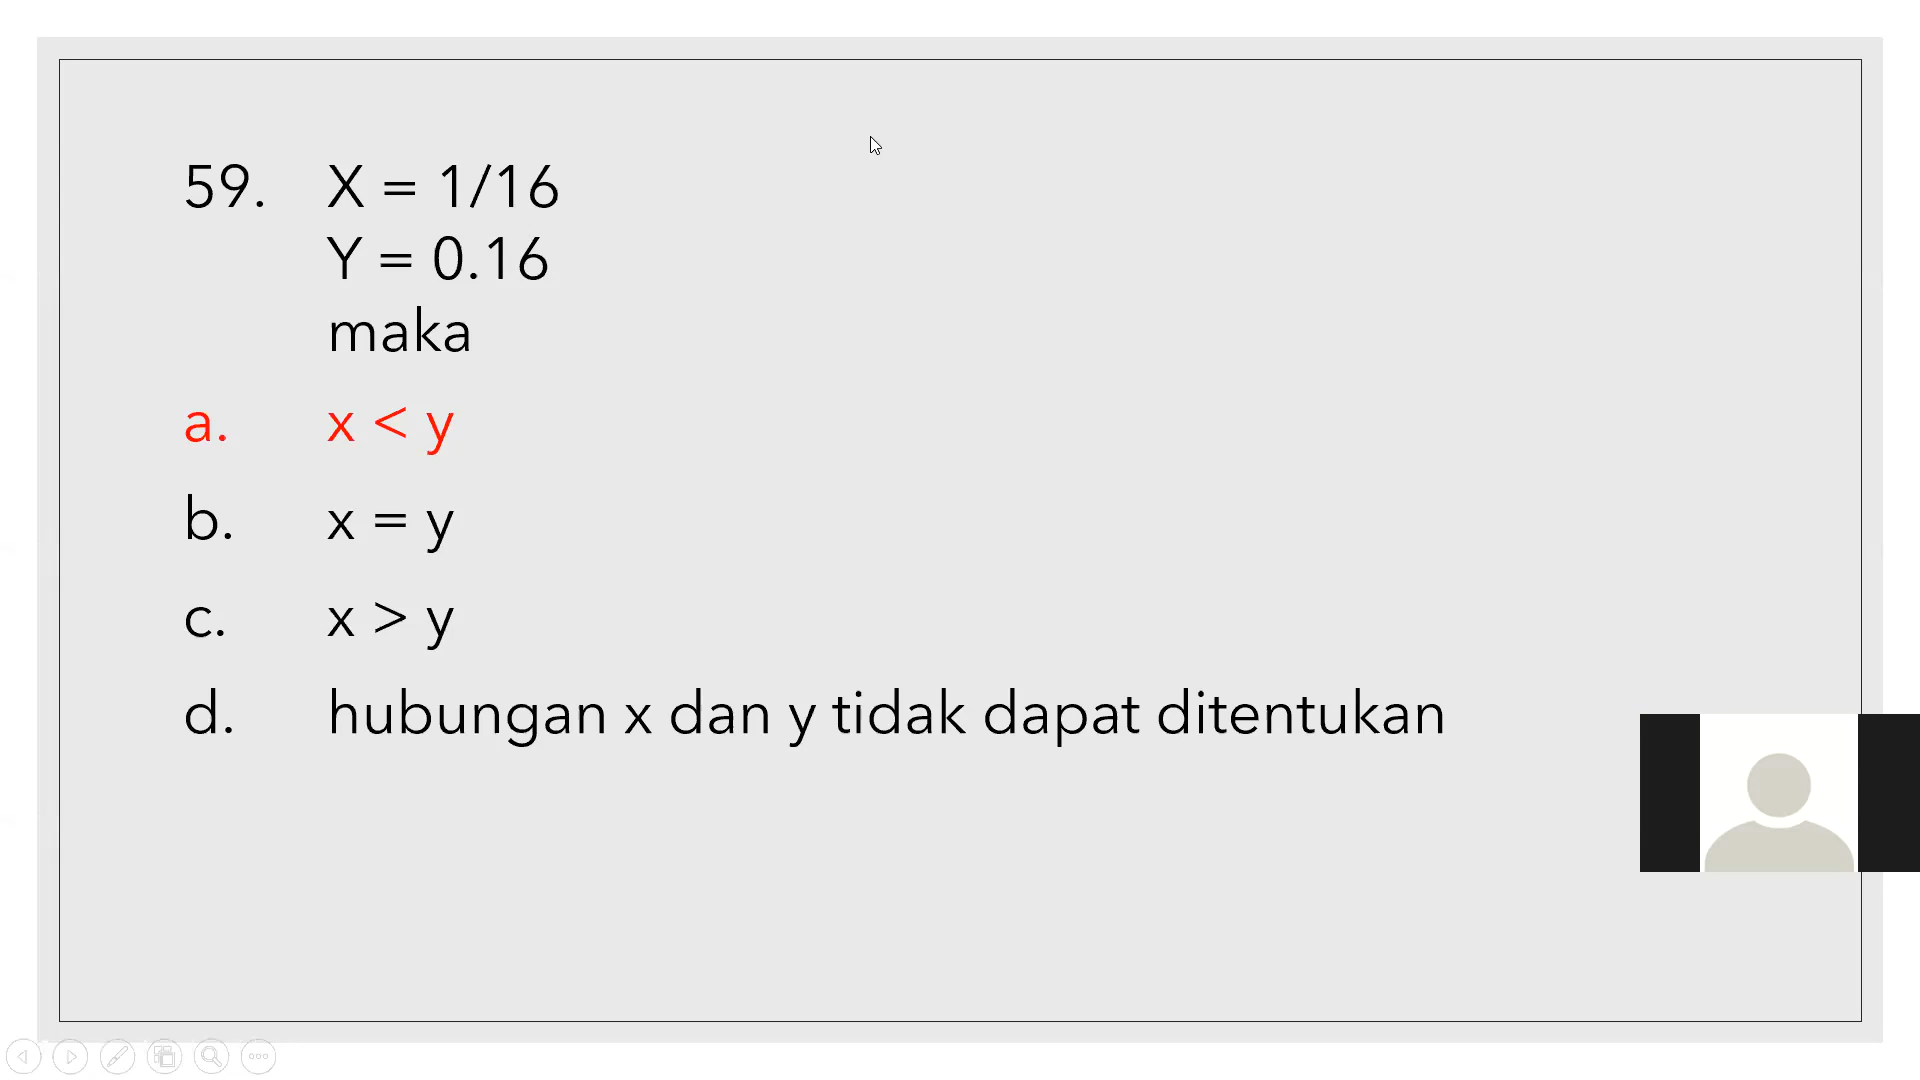 59. X = 1/16
Y = 0.16
maka
a. x < y
b. x = y
c. x > y
d. hubungan x dan y tidak dapat ditentukan